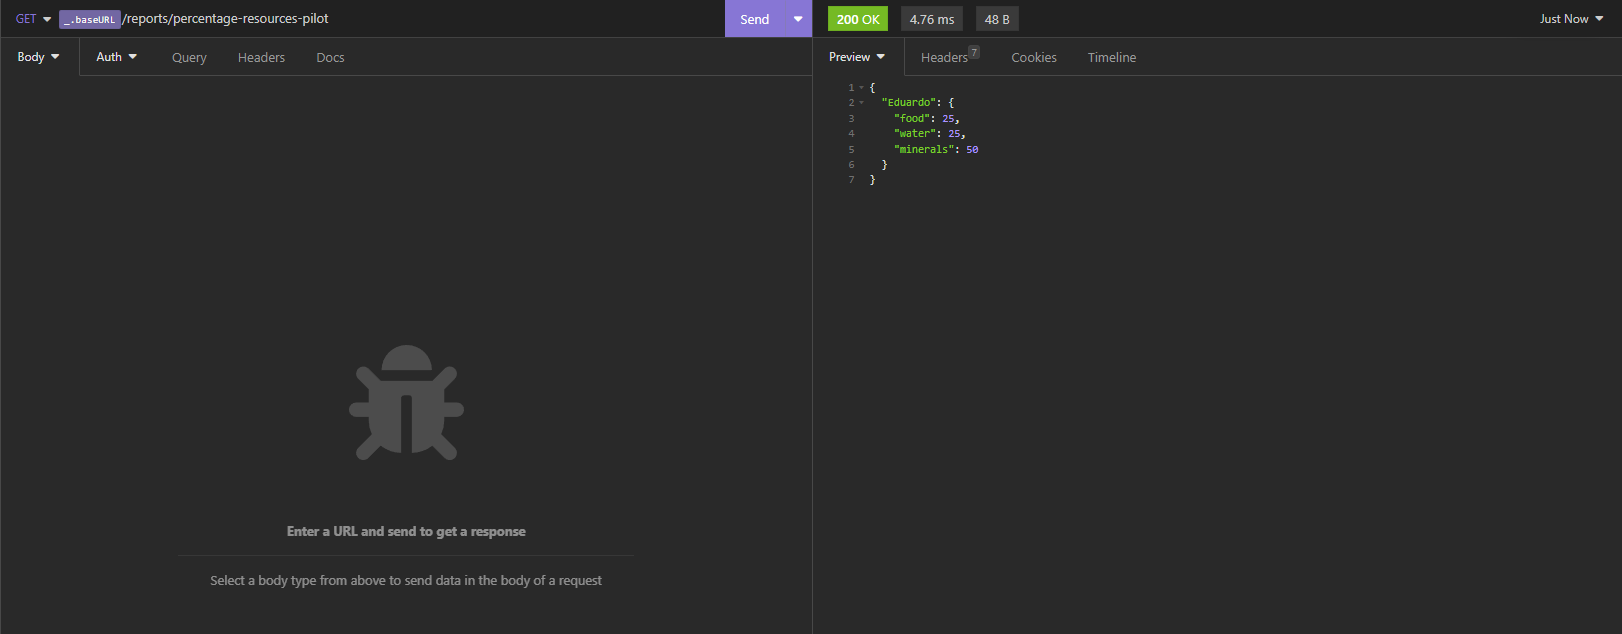 GET _.baseURL /reports/percentage-resources-pilot Send
Body Auth Query Headers Docs
Enter a URL and send to get a response
Select a body type from above to send data in the body of a request
200 OK 4.76 ms 48 B Just Now
Preview Headers 7 Cookies Timeline
1 {
2 "Eduardo": {
3 "food": 25,
4 "water": 25,
5 "minerals": 50
6 }
7 }